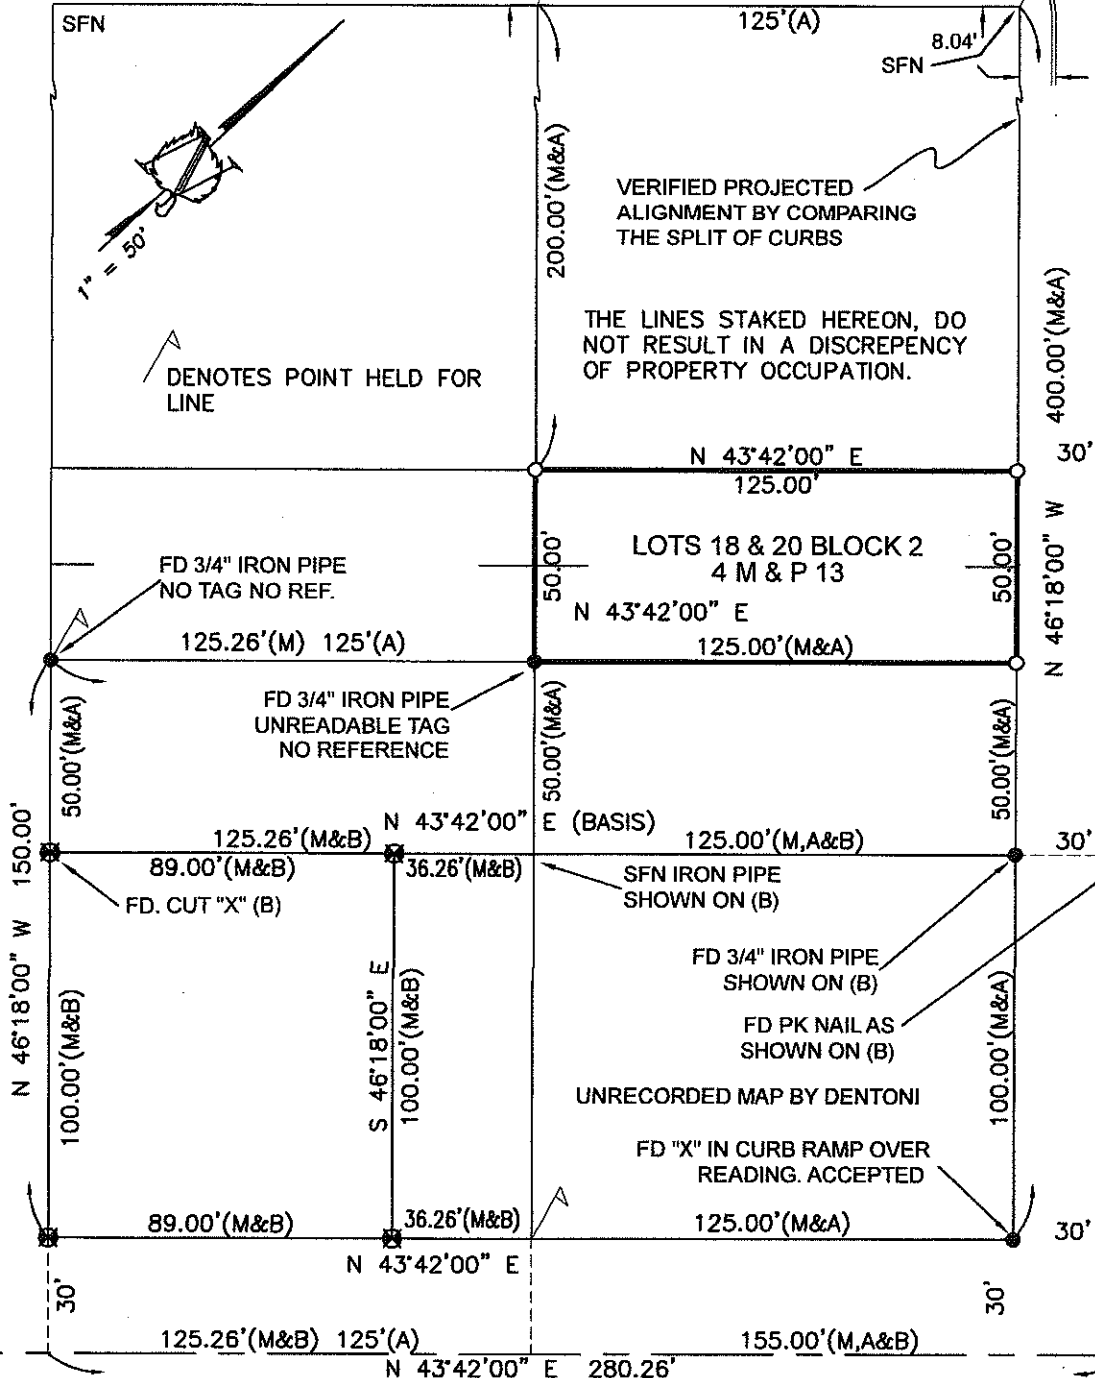 SFN
125'(A)
8.04'
SFN
200.00'(M&A)
VERIFIED PROJECTED
ALIGNMENT BY COMPARING
THE SPLIT OF CURBS
1" = 50'
THE LINES STAKED HEREON, DO
NOT RESULT IN A DISCREPENCY
OF PROPERTY OCCUPATION.
400.00'(M&A)
DENOTES POINT HELD FOR
LINE
N 43°42'00" E
125.00'
30'
LOTS 18 & 20 BLOCK 2
4 M & P 13
50.00'
50.00'
N 46°18'00" W
FD 3/4" IRON PIPE
NO TAG NO REF.
N 43°42'00" E
125.26'(M) 125'(A)
125.00'(M&A)
FD 3/4" IRON PIPE
UNREADABLE TAG
NO REFERENCE
50.00'(M&A)
50.00'(M&A)
50.00'(M&A)
N 43°42'00" E (BASIS)
125.26'(M&B)
125.00'(M,A&B)
30'
89.00'(M&B)
36.26'(M&B)
SFN IRON PIPE
SHOWN ON (B)
FD. CUT "X" (B)
N 46°18'00" W 150.00'
FD 3/4" IRON PIPE
SHOWN ON (B)
S 46°18'00" E
100.00'(M&B)
100.00'(M&B)
100.00'(M&A)
FD PK NAIL AS
SHOWN ON (B)
UNRECORDED MAP BY DENTONI
FD "X" IN CURB RAMP OVER
READING. ACCEPTED
89.00'(M&B)
36.26'(M&B)
125.00'(M&A)
30'
N 43°42'00" E
30'
30'
125.26'(M&B) 125'(A)
155.00'(M,A&B)
N 43°42'00" E 280.26'